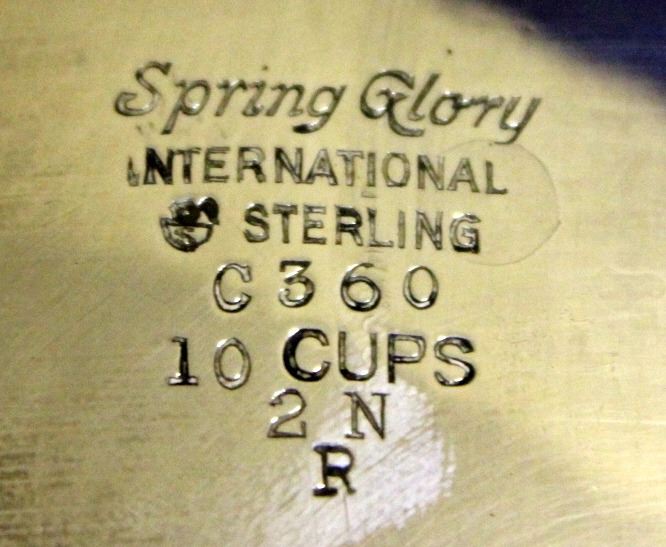 Spring Glory
INTERNATIONAL
STERLING
C360
10 CUPS
2 N
R